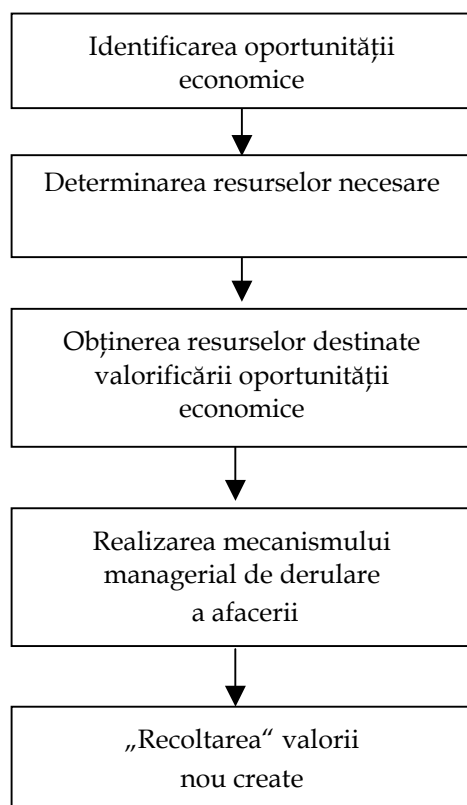 Identificarea oportunității
economice
Determinarea resurselor necesare
Obținerea resurselor destinate
valorificării oportunității
economice
Realizarea mecanismului
managerial de derulare
a afacerii
„Recoltarea“ valorii
nou create